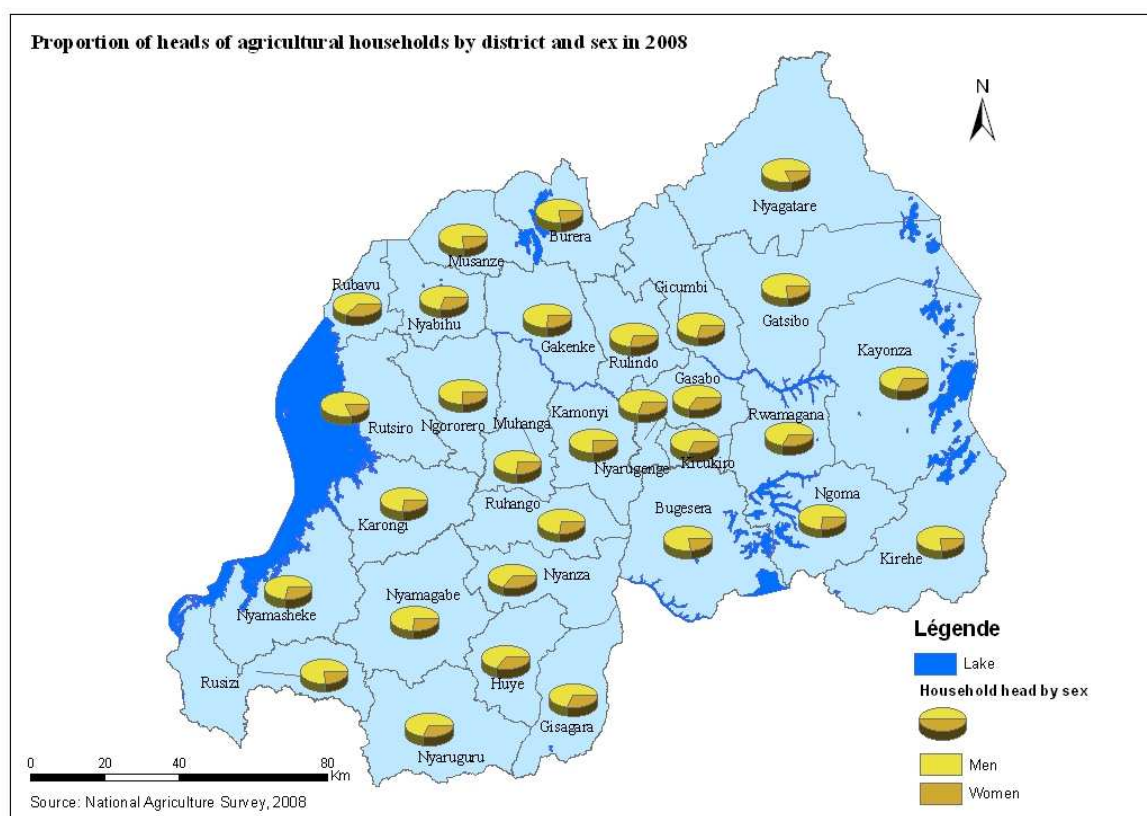 Proportion of heads of agricultural households by district and sex in 2008
N
Nyagatare
Burera
Musanze
Rubavu
Nyabihu
Gicumbi
Gatsibo
Gakenke
Rulindo
Kayonza
Gasabo
Rutsiro
Ngororero
Muhanga
Kamonyi
Rwamagana
Nyarugenge
Kicukiro
Karongi
Ruhango
Bugesera
Ngoma
Kirehe
Nyanza
Nyamagabe
Nyamasheke
Rusizi
Huye
Gisagara
Nyaruguru
Légende
Lake
Household head by sex
Men
Women
0 20 40 80
Km
Source: National Agriculture Survey, 2008